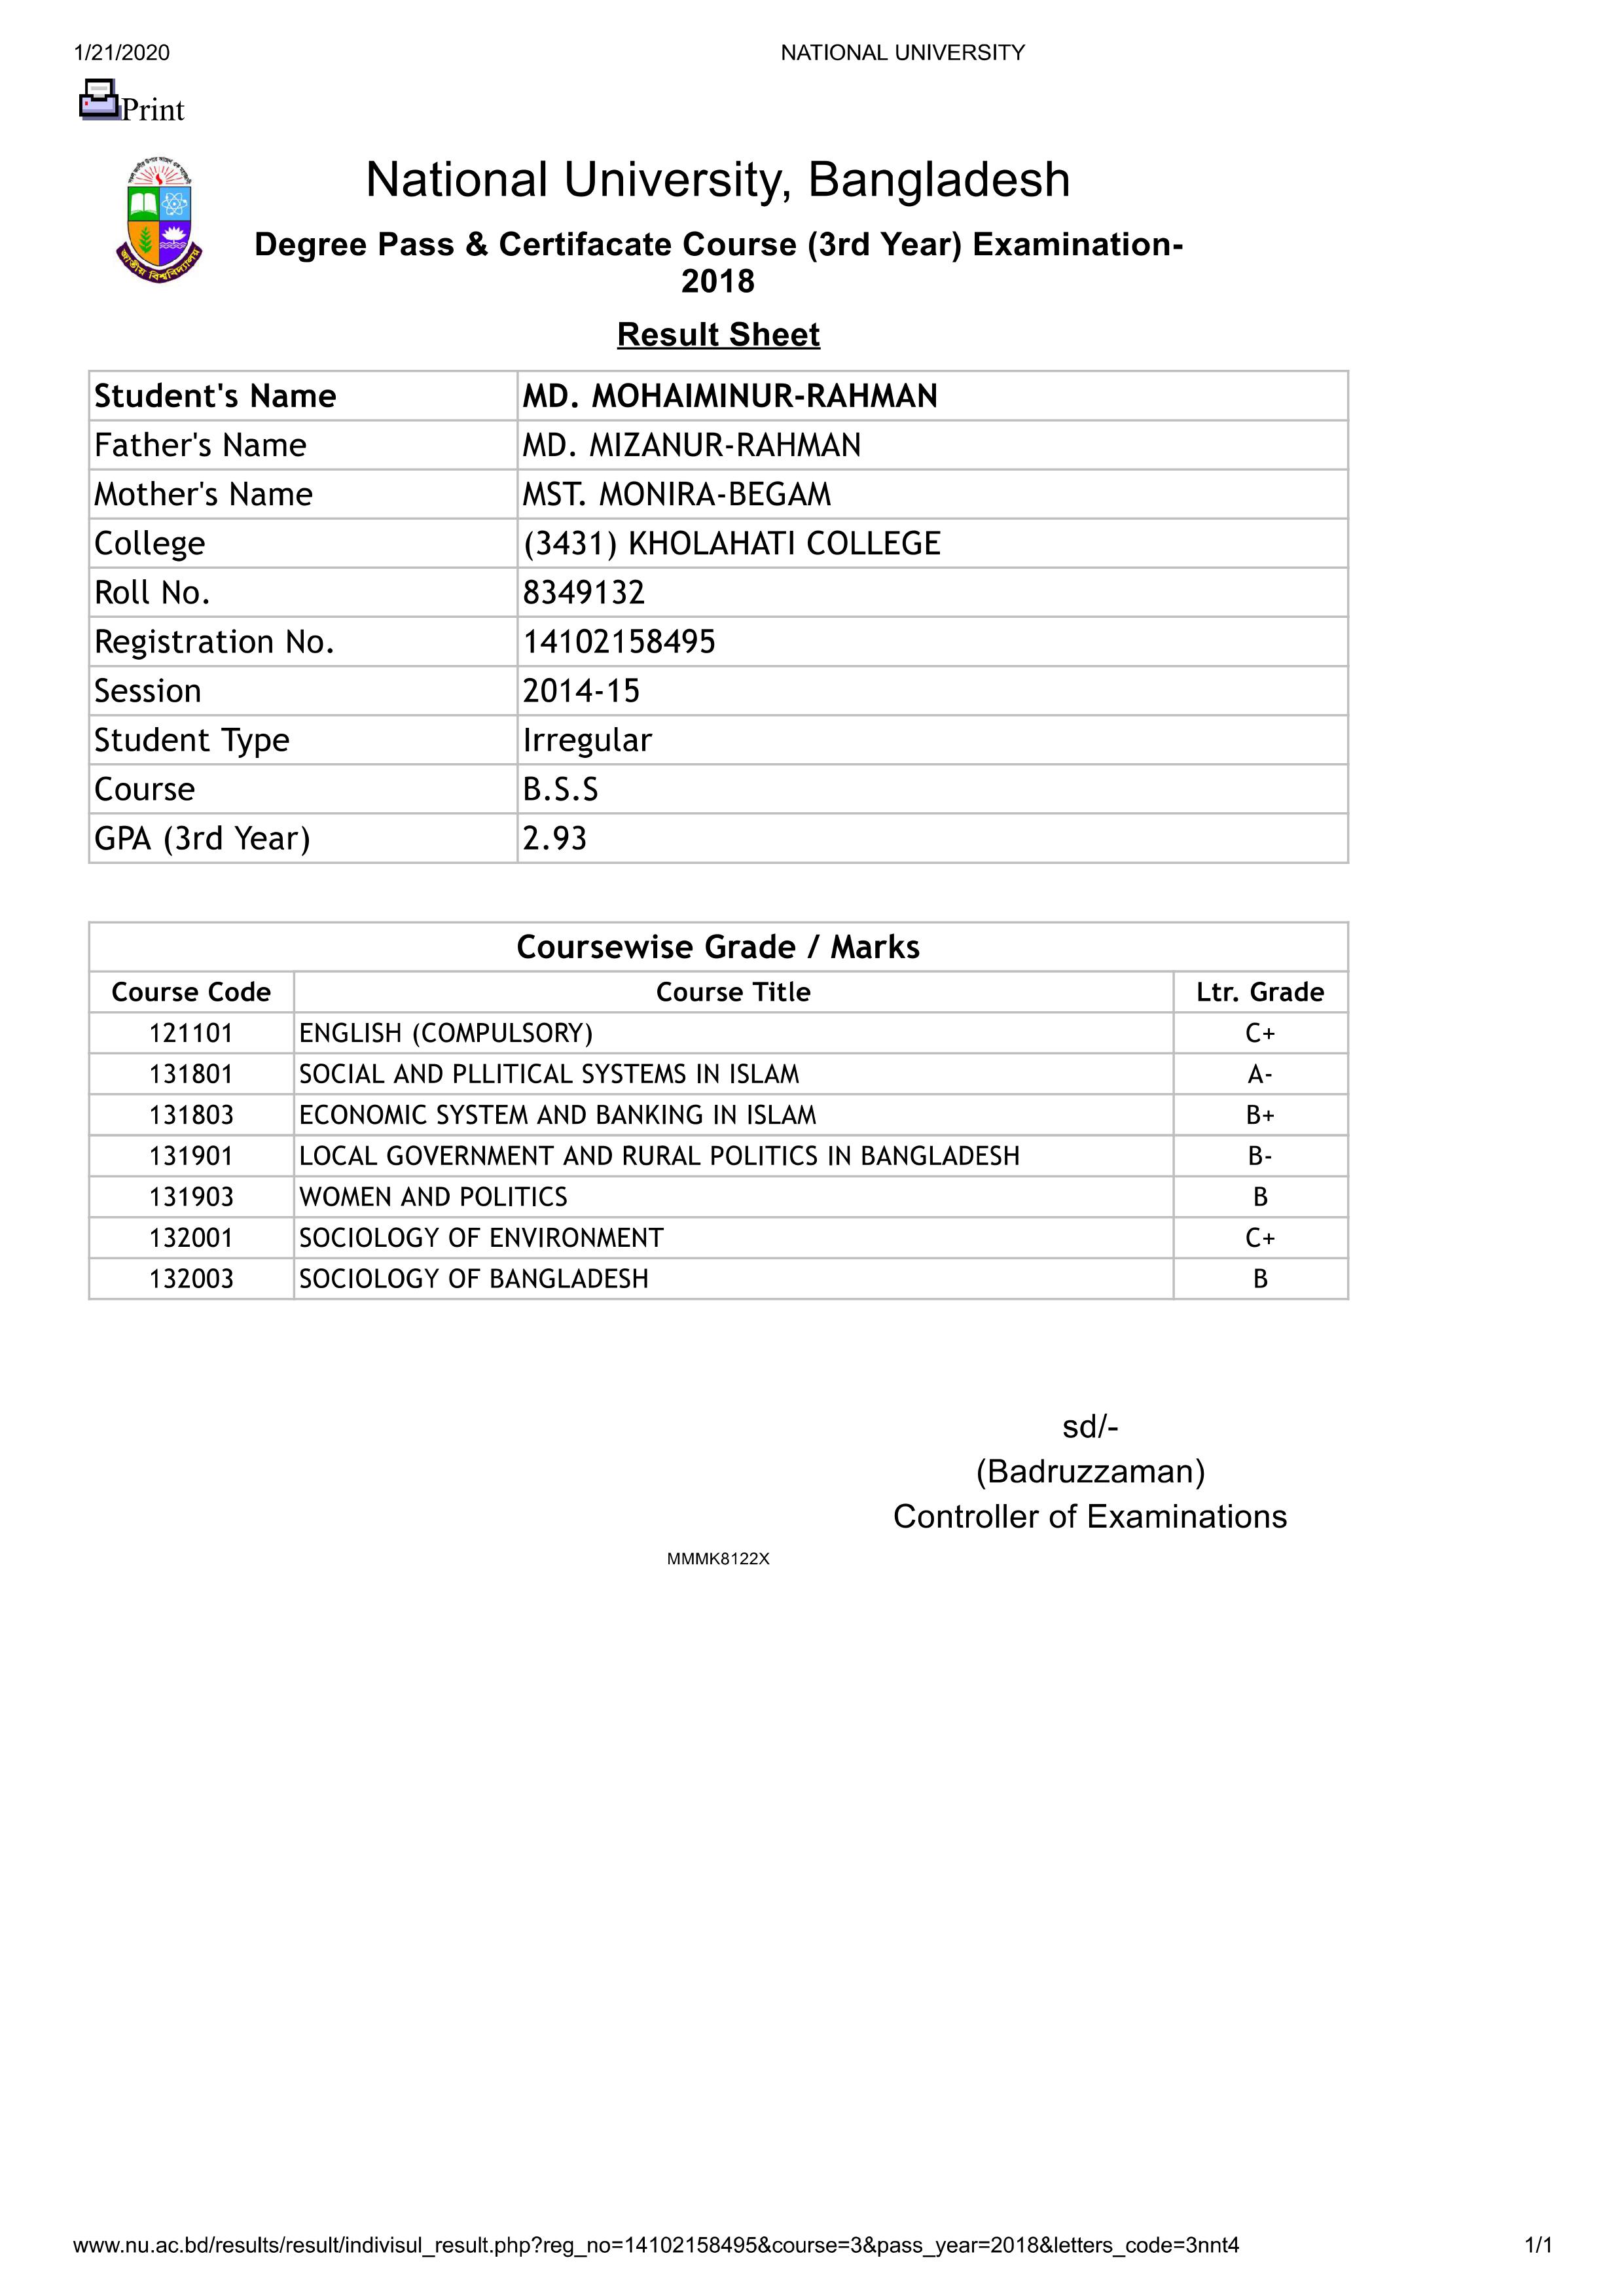 1/21/2020 NATIONAL UNIVERSITY
Print
National University, Bangladesh
Degree Pass & Certifacate Course (3rd Year) Examination-
2018
Result Sheet
Student's Name MD. MOHAIMINUR-RAHMAN
Father's Name MD. MIZANUR-RAHMAN
Mother's Name MST. MONIRA-BEGAM
College (3431) KHOLAHATI COLLEGE
Roll No. 8349132
Registration No. 14102158495
Session 2014-15
Student Type Irregular
Course B.S.S
GPA (3rd Year) 2.93
Coursewise Grade / Marks
Course Code Course Title Ltr. Grade
121101 ENGLISH (COMPULSORY) C+
131801 SOCIAL AND PLLITICAL SYSTEMS IN ISLAM A-
131803 ECONOMIC SYSTEM AND BANKING IN ISLAM B+
131901 LOCAL GOVERNMENT AND RURAL POLITICS IN BANGLADESH B-
131903 WOMEN AND POLITICS B
132001 SOCIOLOGY OF ENVIRONMENT C+
132003 SOCIOLOGY OF BANGLADESH B
sd/-
(Badruzzaman)
Controller of Examinations
MMMK8122X
জাতীয় বিশ্ববিদ্যালয়
www.nu.ac.bd/results/result/indivisul_result.php?reg_no=14102158495&course=3&pass_year=2018&letters_code=3nnt4 1/1